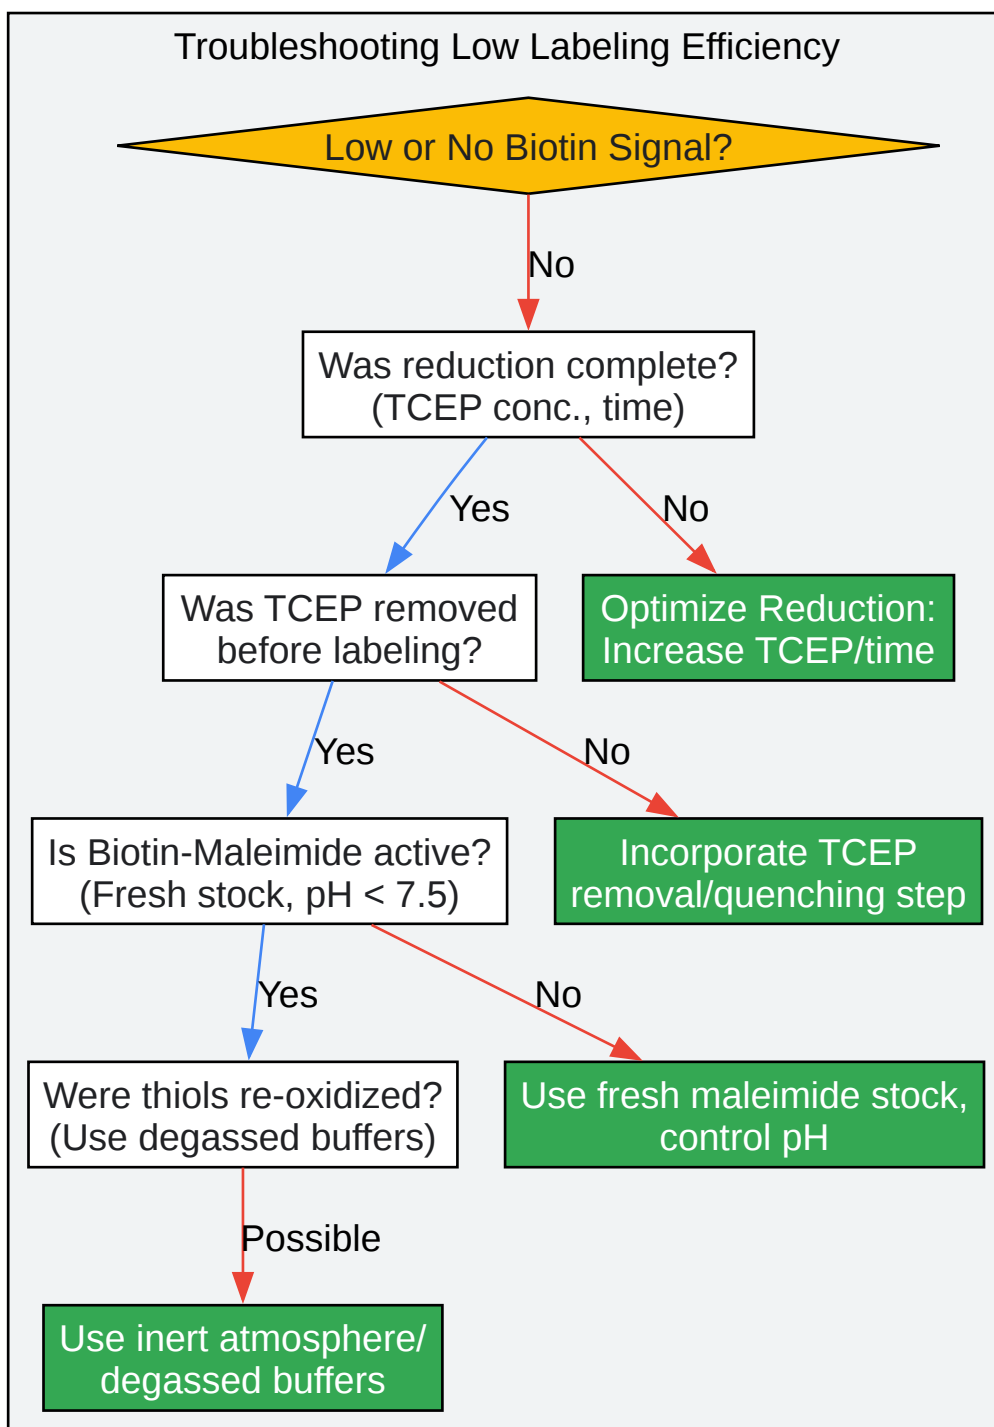 Troubleshooting Low Labeling Efficiency
Low or No Biotin Signal?
No
Was reduction complete?
(TCEP conc., time)
Yes
No
Was TCEP removed
before labeling?
Optimize Reduction:
Increase TCEP/time
Yes
No
Is Biotin-Maleimide active?
(Fresh stock, pH < 7.5)
Incorporate TCEP
removal/quenching step
Yes
No
Were thiols re-oxidized?
(Use degassed buffers)
Use fresh maleimide stock,
control pH
Possible
Use inert atmosphere/
degassed buffers